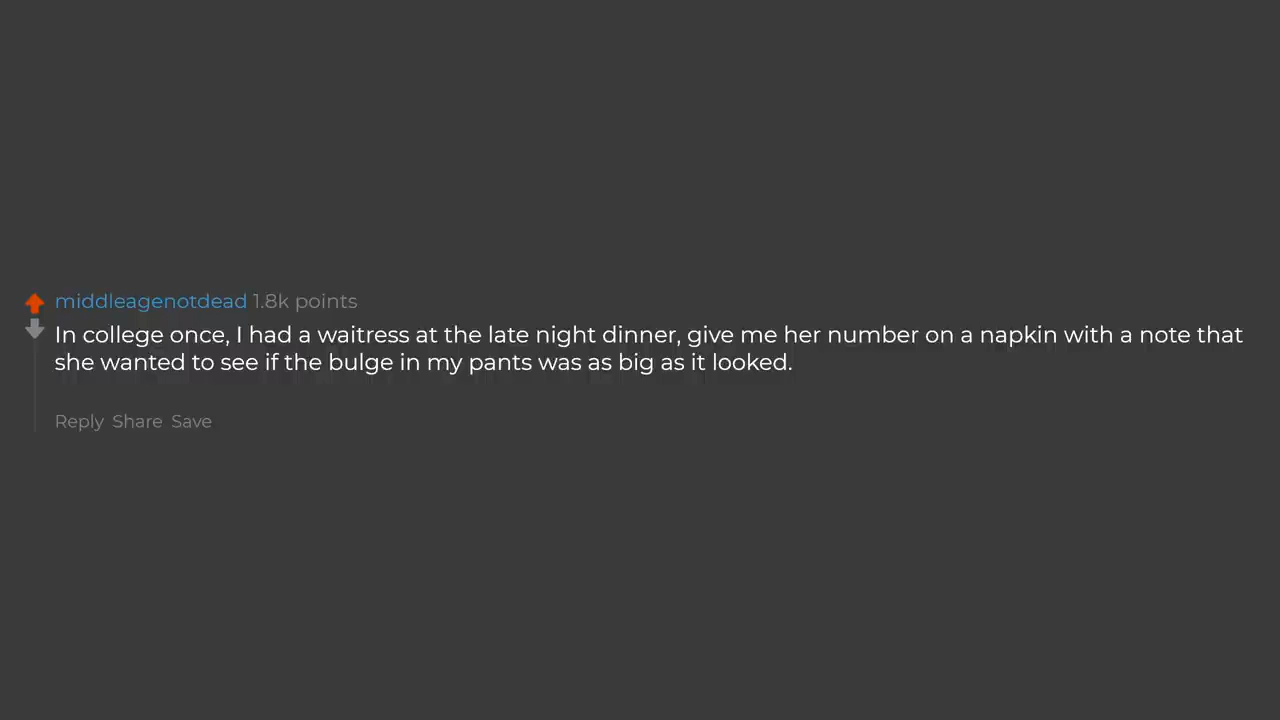 middleagenotdead 1.8k points
In college once, I had a waitress at the late night dinner, give me her number on a napkin with a note that
she wanted to see if the bulge in my pants was as big as it looked.
Reply Share Save